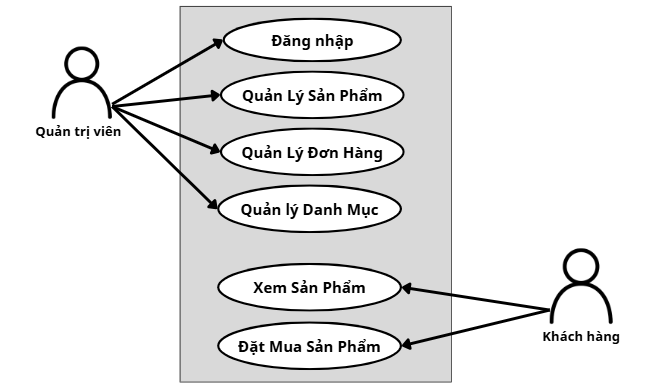 Đăng nhập
Quản Lý Sản Phẩm
Quản trị viên
Quản Lý Đơn Hàng
Quản lý Danh Mục
Xem Sản Phẩm
Khách hàng
Đặt Mua Sản Phẩm